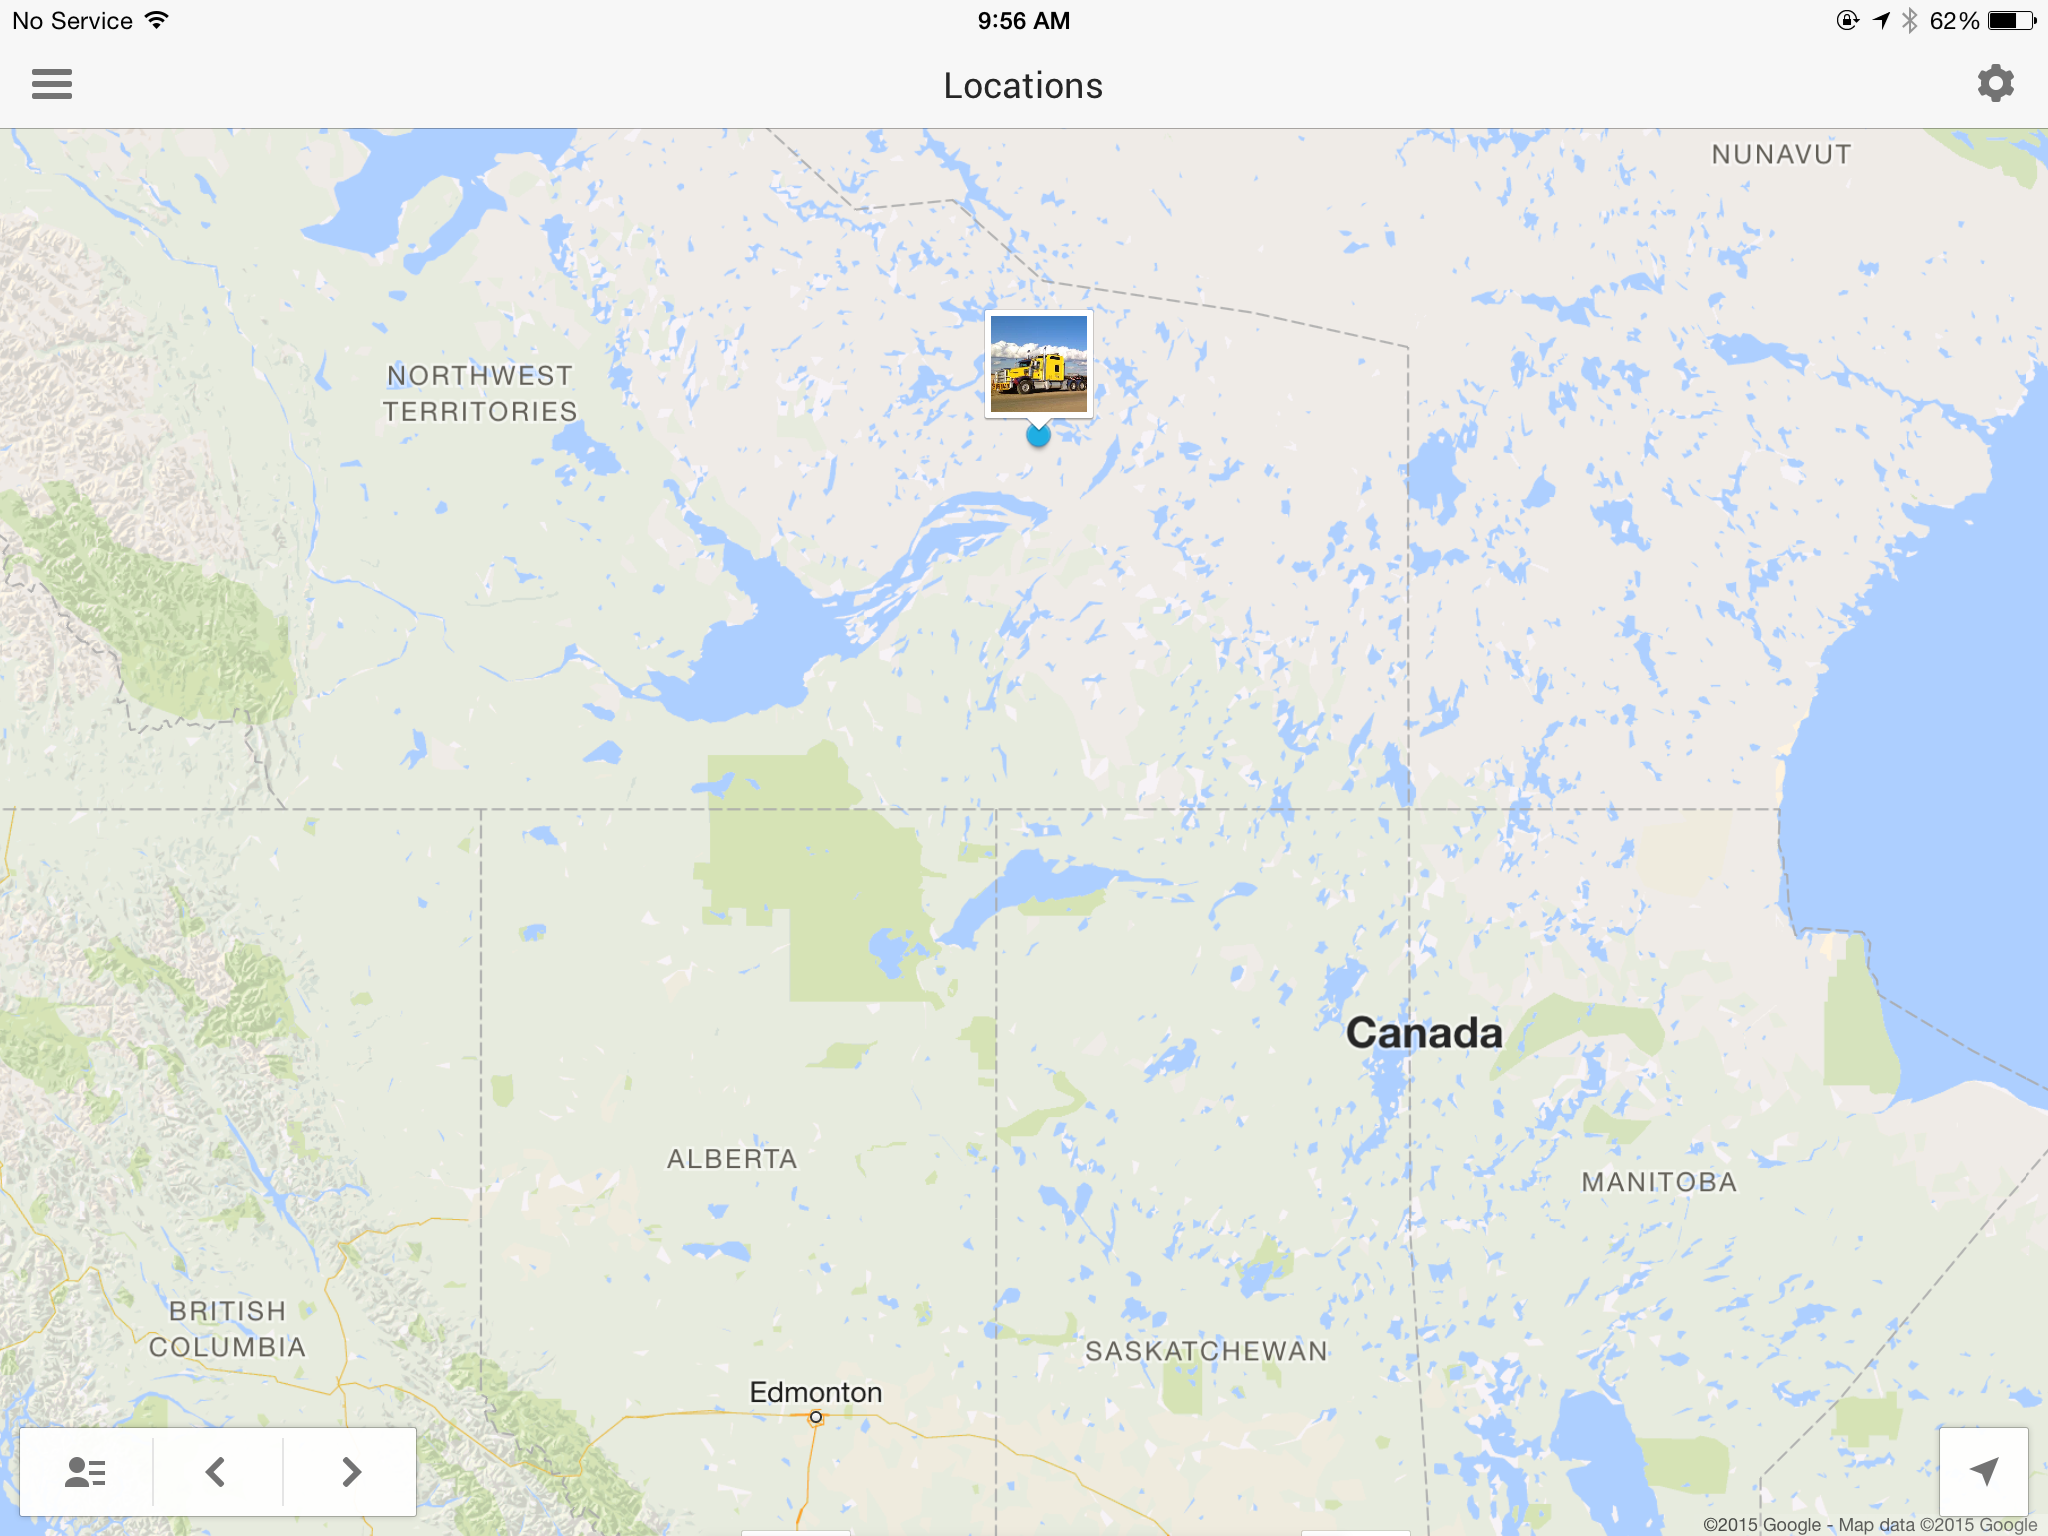 No Service
9:56 AM
62%
Locations
NUNAVUT
NORTHWEST
TERRITORIES
Canada
ALBERTA
MANITOBA
BRITISH
COLUMBIA
SASKATCHEWAN
Edmonton
©2015 Google - Map data ©2015 Google